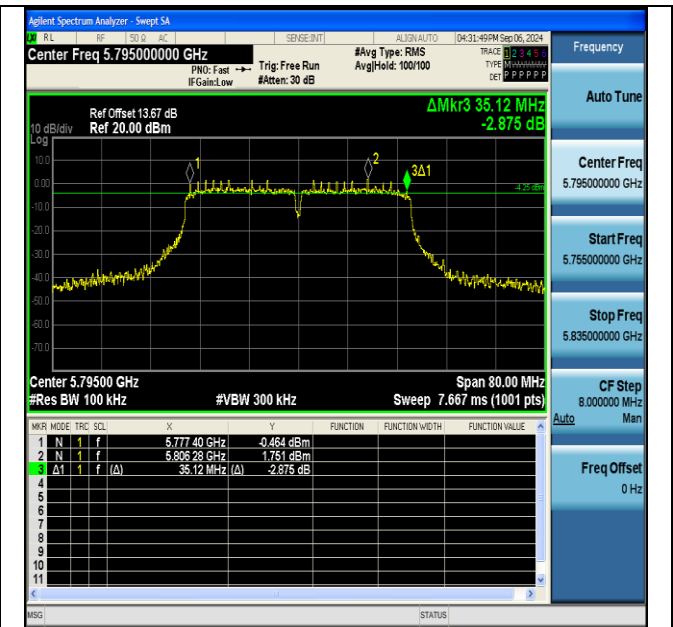 Agilent Spectrum Analyzer - Swept SA
LXI RL RF 50 Ω AC SENSE:INT ALIGN AUTO 04:31:49PM Sep 06, 2024
Center Freq 5.795000000 GHz
PNO: Fast
IFGain:Low
Trig: Free Run
#Atten: 30 dB
#Avg Type: RMS
Avg|Hold: 100/100
TRACE 1 2 3 4 5 6
TYPE M
DET P P P P P P
Frequency
Auto Tune
Center Freq
5.795000000 GHz
Start Freq
5.755000000 GHz
Stop Freq
5.835000000 GHz
CF Step
8.000000 MHz
Auto Man
Freq Offset
0 Hz
ΔMkr3 35.12 MHz
-2.875 dB
Ref Offset 13.67 dB
10 dB/div Ref 20.00 dBm
Log
10.0
0.00
-10.0
-20.0
-30.0
-40.0
-50.0
-60.0
-70.0
1
2
3Δ1
-4.25 dBm
Center 5.79500 GHz Span 80.00 MHz
#Res BW 100 kHz #VBW 300 kHz Sweep 7.667 ms (1001 pts)
MKR MODE TRC SCL X Y FUNCTION FUNCTION WIDTH FUNCTION VALUE
1 N 1 f 5.777 40 GHz -0.464 dBm
2 N 1 f 5.806 28 GHz 1.751 dBm
3 Δ1 1 f (Δ) 35.12 MHz (Δ) -2.875 dB
4
5
6
7
8
9
10
11
MSG STATUS